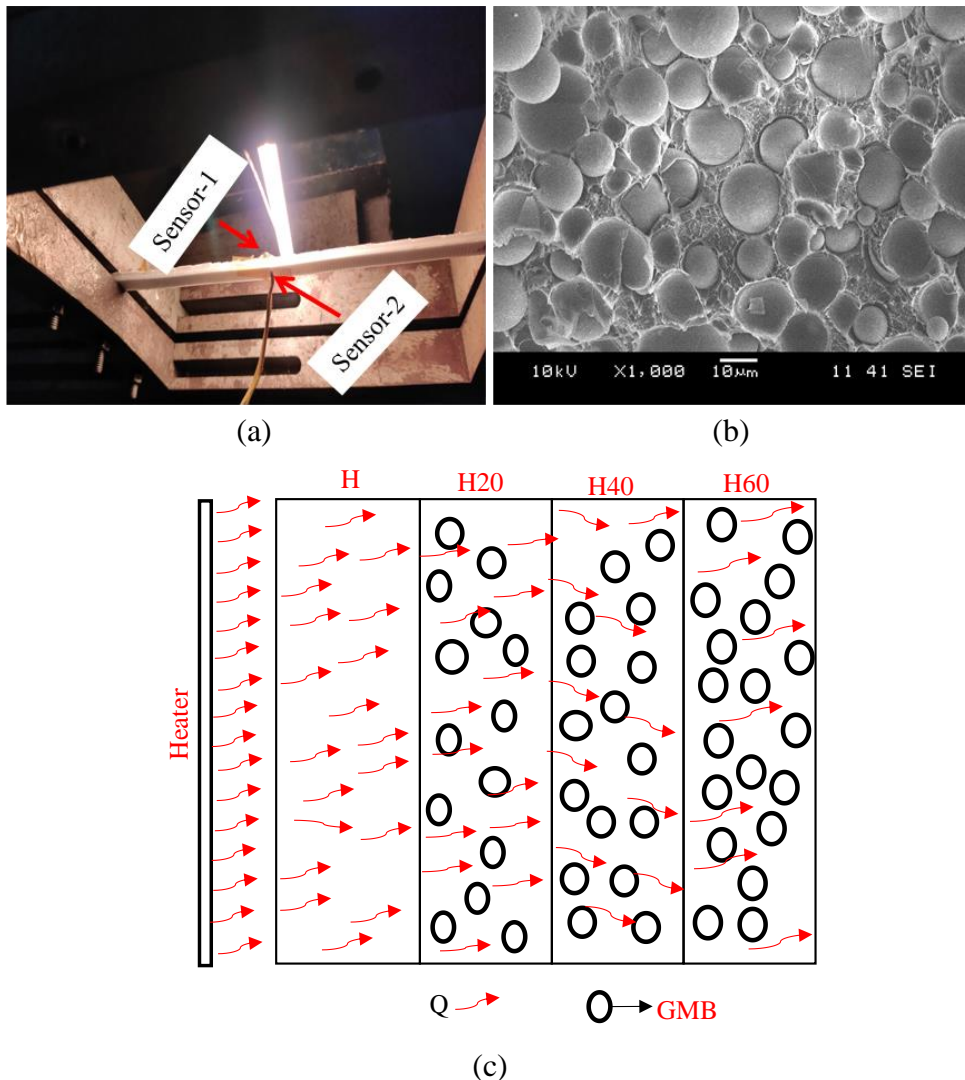 Sensor-1
Sensor-2
10kV X1,000 10μm 11 41 SEI
(a)
(b)
H H20 H40 H60
Heater
Q
GMB
(c)